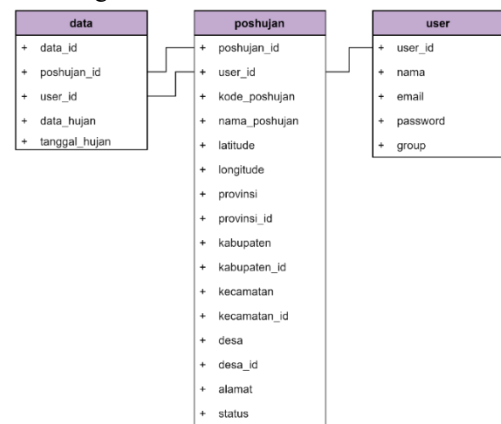 data
+ data_id
+ poshujan_id
+ user_id
+ data_hujan
+ tanggal_hujan
poshujan
+ poshujan_id
+ user_id
+ kode_poshujan
+ nama_poshujan
+ latitude
+ longitude
+ provinsi
+ provinsi_id
+ kabupaten
+ kabupaten_id
+ kecamatan
+ kecamatan_id
+ desa
+ desa_id
+ alamat
+ status
user
+ user_id
+ nama
+ email
+ password
+ group